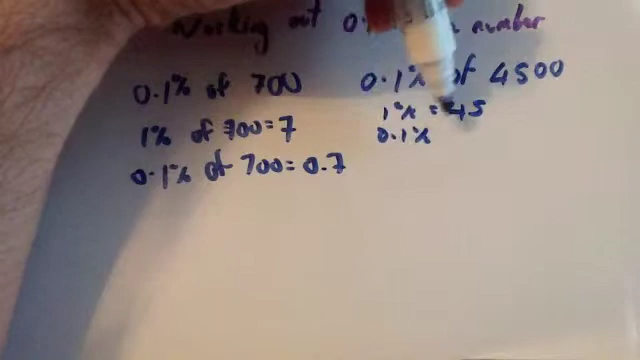 Working out 0. number
0.1% of 700
1% of 700 = 7
0.1% of 700 = 0.7
0.1% of 4500
1% = 45
0.1%